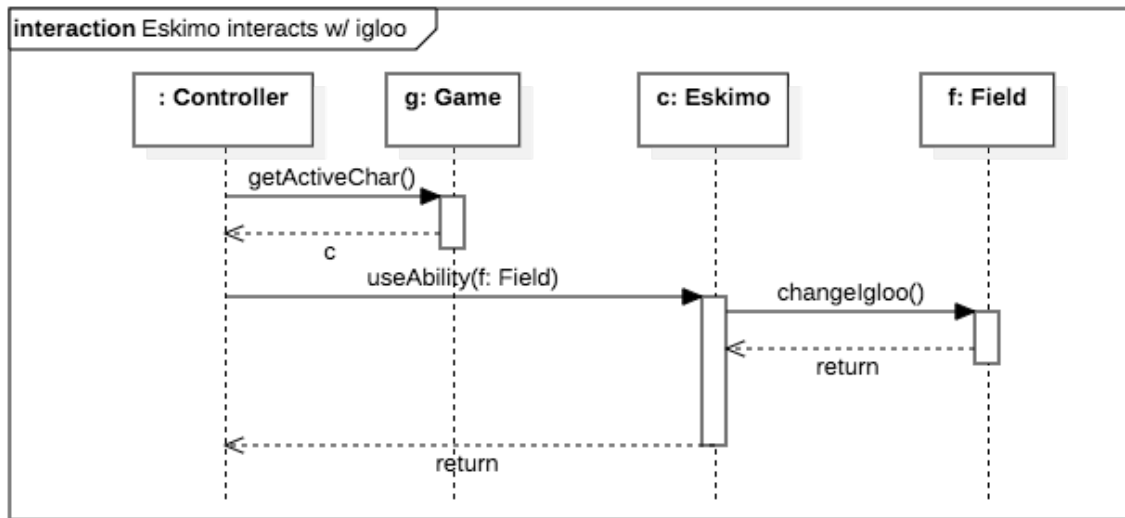 interaction Eskimo interacts w/ igloo
: Controller
g: Game
c: Eskimo
f: Field
getActiveChar()
c
useAbility(f: Field)
changeIgloo()
return
return